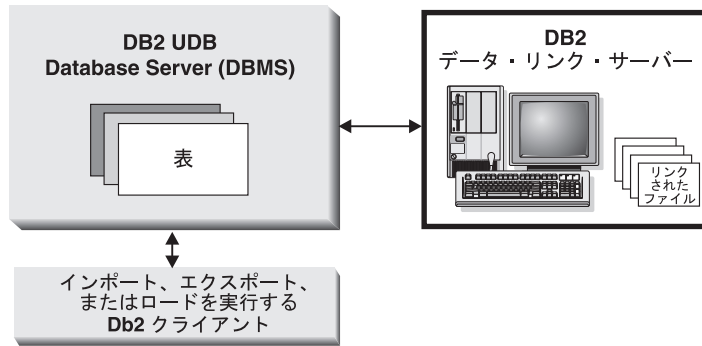 DB2 UDB
Database Server (DBMS)
表
DB2
データ・リンク・サーバー
リンク
された
ファイル
インポート、エクスポート、
またはロードを実行する
Db2 クライアント